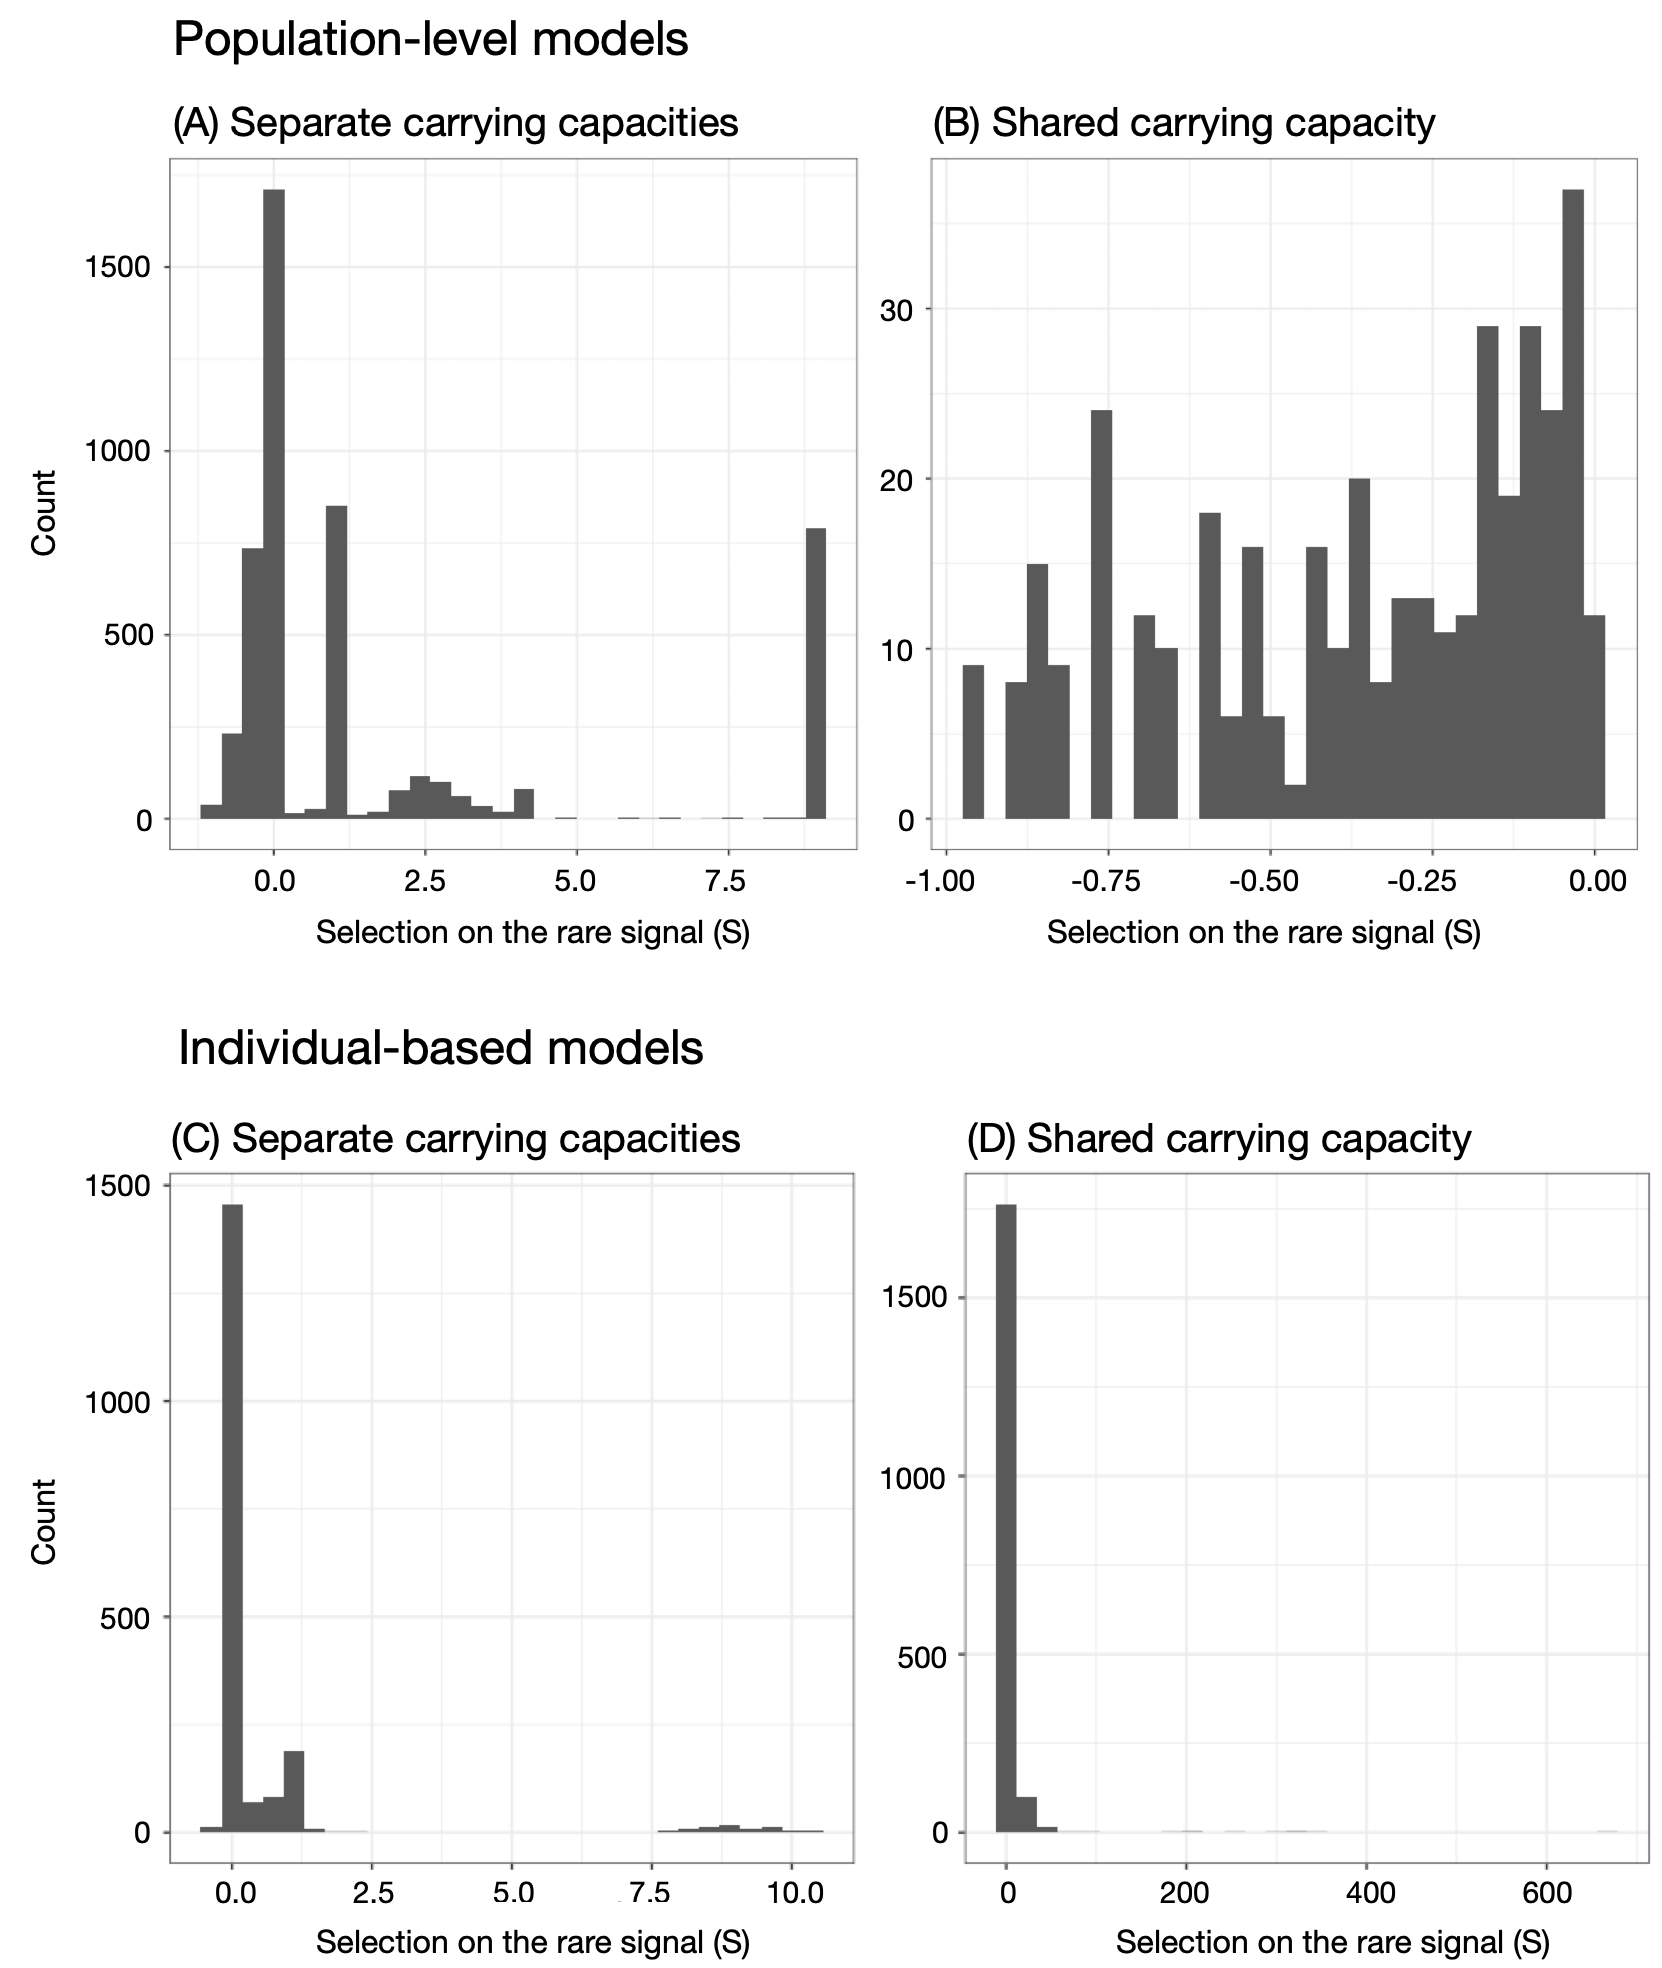 Population-level models
(A) Separate carrying capacities
1500
1000
500
0
Count
0.0 2.5 5.0 7.5
Selection on the rare signal (S)
(B) Shared carrying capacity
30
20
10
0
-1.00 -0.75 -0.50 -0.25 0.00
Selection on the rare signal (S)
Individual-based models
(C) Separate carrying capacities
1500
1000
500
0
Count
0.0 2.5 5.0 7.5 10.0
Selection on the rare signal (S)
(D) Shared carrying capacity
1500
1000
500
0
0 200 400 600
Selection on the rare signal (S)